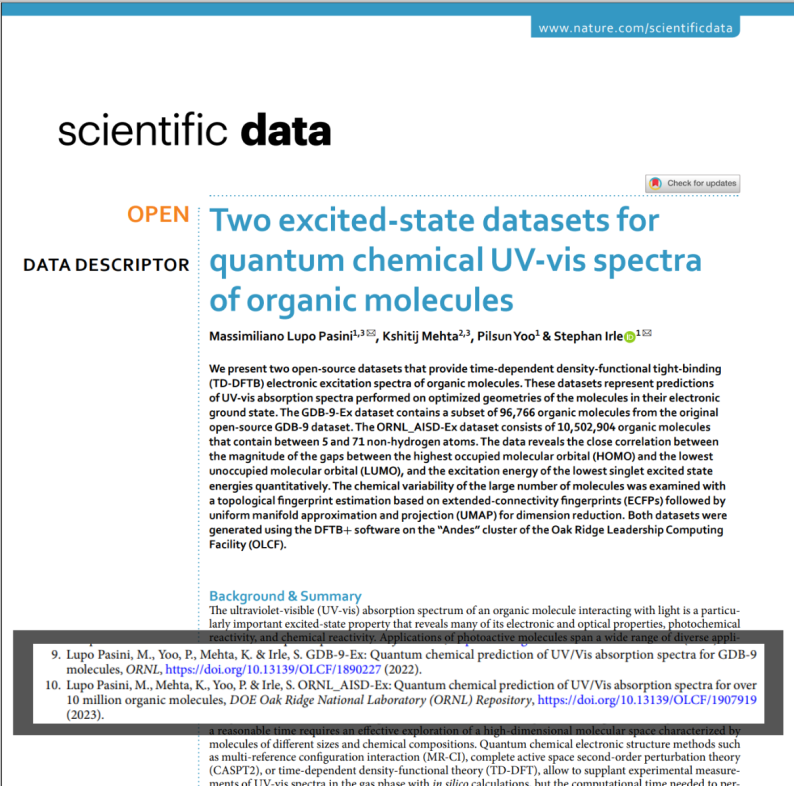 www.nature.com/scientificdata
scientific data
Check for updates
OPEN
Two excited-state datasets for
DATA DESCRIPTOR
quantum chemical UV-vis spectra
of organic molecules
Massimiliano Lupo Pasini1,3✉, Kshitij Mehta2,3, Pilsun Yoo1 & Stephan Irle iD 1✉
We present two open-source datasets that provide time-dependent density-functional tight-binding
(TD-DFTB) electronic excitation spectra of organic molecules. These datasets represent predictions
of UV-vis absorption spectra performed on optimized geometries of the molecules in their electronic
ground state. The GDB-9-Ex dataset contains a subset of 96,766 organic molecules from the original
open-source GDB-9 dataset. The ORNL_AISD-Ex dataset consists of 10,502,904 organic molecules
that contain between 5 and 71 non-hydrogen atoms. The data reveals the close correlation between
the magnitude of the gaps between the highest occupied molecular orbital (HOMO) and the lowest
unoccupied molecular orbital (LUMO), and the excitation energy of the lowest singlet excited state
energies quantitatively. The chemical variability of the large number of molecules was examined with
a topological fingerprint estimation based on extended-connectivity fingerprints (ECFPs) followed by
uniform manifold approximation and projection (UMAP) for dimension reduction. Both datasets were
generated using the DFTB+ software on the “Andes” cluster of the Oak Ridge Leadership Computing
Facility (OLCF).
Background & Summary
The ultraviolet-visible (UV-vis) absorption spectrum of an organic molecule interacting with light is a particu-
larly important excited-state property that reveals many of its electronic and optical properties, photochemical
reactivity, and chemical reactivity. Applications of photoactive molecules span a wide range of diverse appli-
9. Lupo Pasini, M., Yoo, P., Mehta, K. & Irle, S. GDB-9-Ex: Quantum chemical prediction of UV/Vis absorption spectra for GDB-9
molecules, ORNL, https://doi.org/10.13139/OLCF/1890227 (2022).
10. Lupo Pasini, M., Mehta, K., Yoo, P. & Irle, S. ORNL_AISD-Ex: Quantum chemical prediction of UV/Vis absorption spectra for over
10 million organic molecules, DOE Oak Ridge National Laboratory (ORNL) Repository, https://doi.org/10.13139/OLCF/1907919
(2023).
a reasonable time requires an effective exploration of a high-dimensional molecular space characterized by
molecules of different sizes and chemical compositions. Quantum chemical electronic structure methods such
as multi-reference configuration interaction (MR-CI), complete active space second-order perturbation theory
(CASPT2), or time-dependent density-functional theory (TD-DFT), allow to supplant experimental measure-
ments of UV-vis spectra in the gas phase with in silico calculations, but the computational time needed to per-